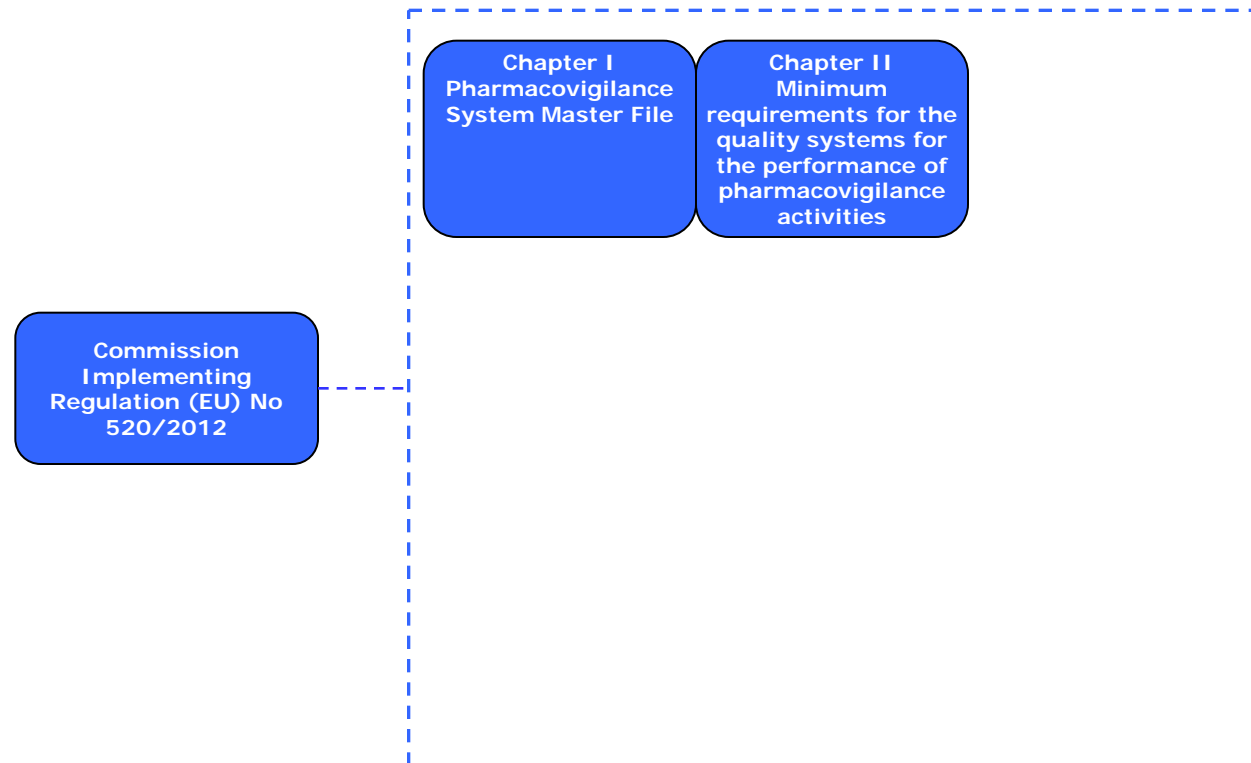 Chapter I
Pharmacovigilance
System Master File
Chapter II
Minimum
requirements for the
quality systems for
the performance of
pharmacovigilance
activities
Commission
Implementing
Regulation (EU) No
520/2012